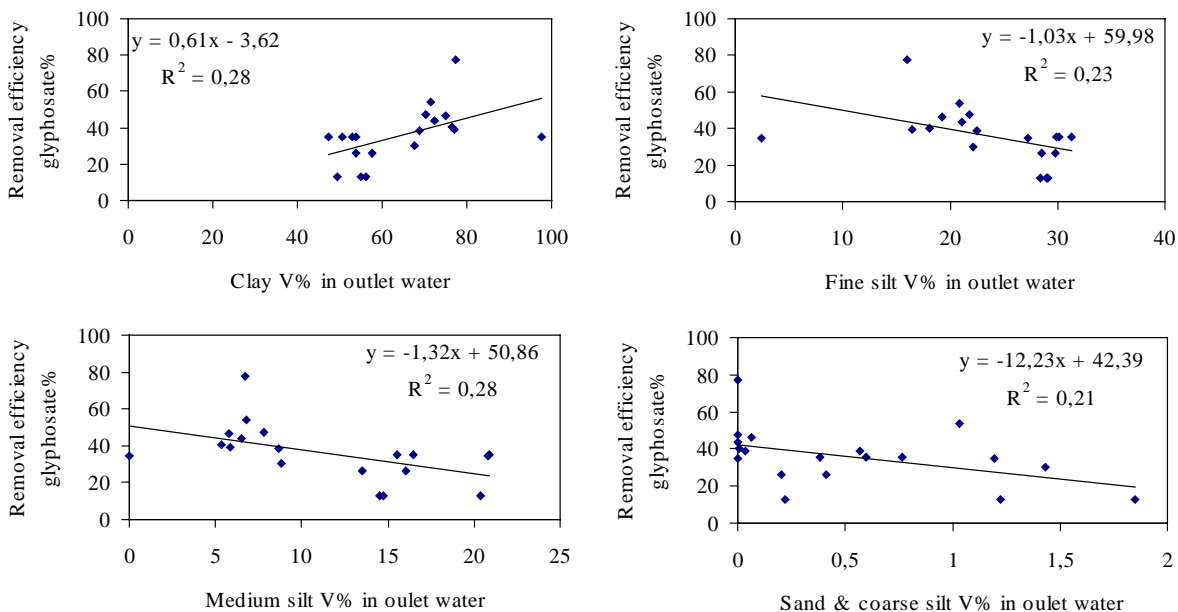 Removal efficiency
glyphosate%
100
80
60
40
20
0
y = 0,61x - 3,62
R² = 0,28
0
20
40
60
80
100
Clay V% in outlet water
Removal efficiency
glyphosate%
100
80
60
40
20
0
y = -1,03x + 59,98
R² = 0,23
0
10
20
30
40
Fine silt V% in outlet water
Removal efficiency
glyphosate%
100
80
60
40
20
0
y = -1,32x + 50,86
R² = 0,28
0
5
10
15
20
25
Medium silt V% in oulet water
Removal efficiency
glyphosate%
100
80
60
40
20
0
y = -12,23x + 42,39
R² = 0,21
0
0,5
1
1,5
2
Sand & coarse silt V% in outlet water